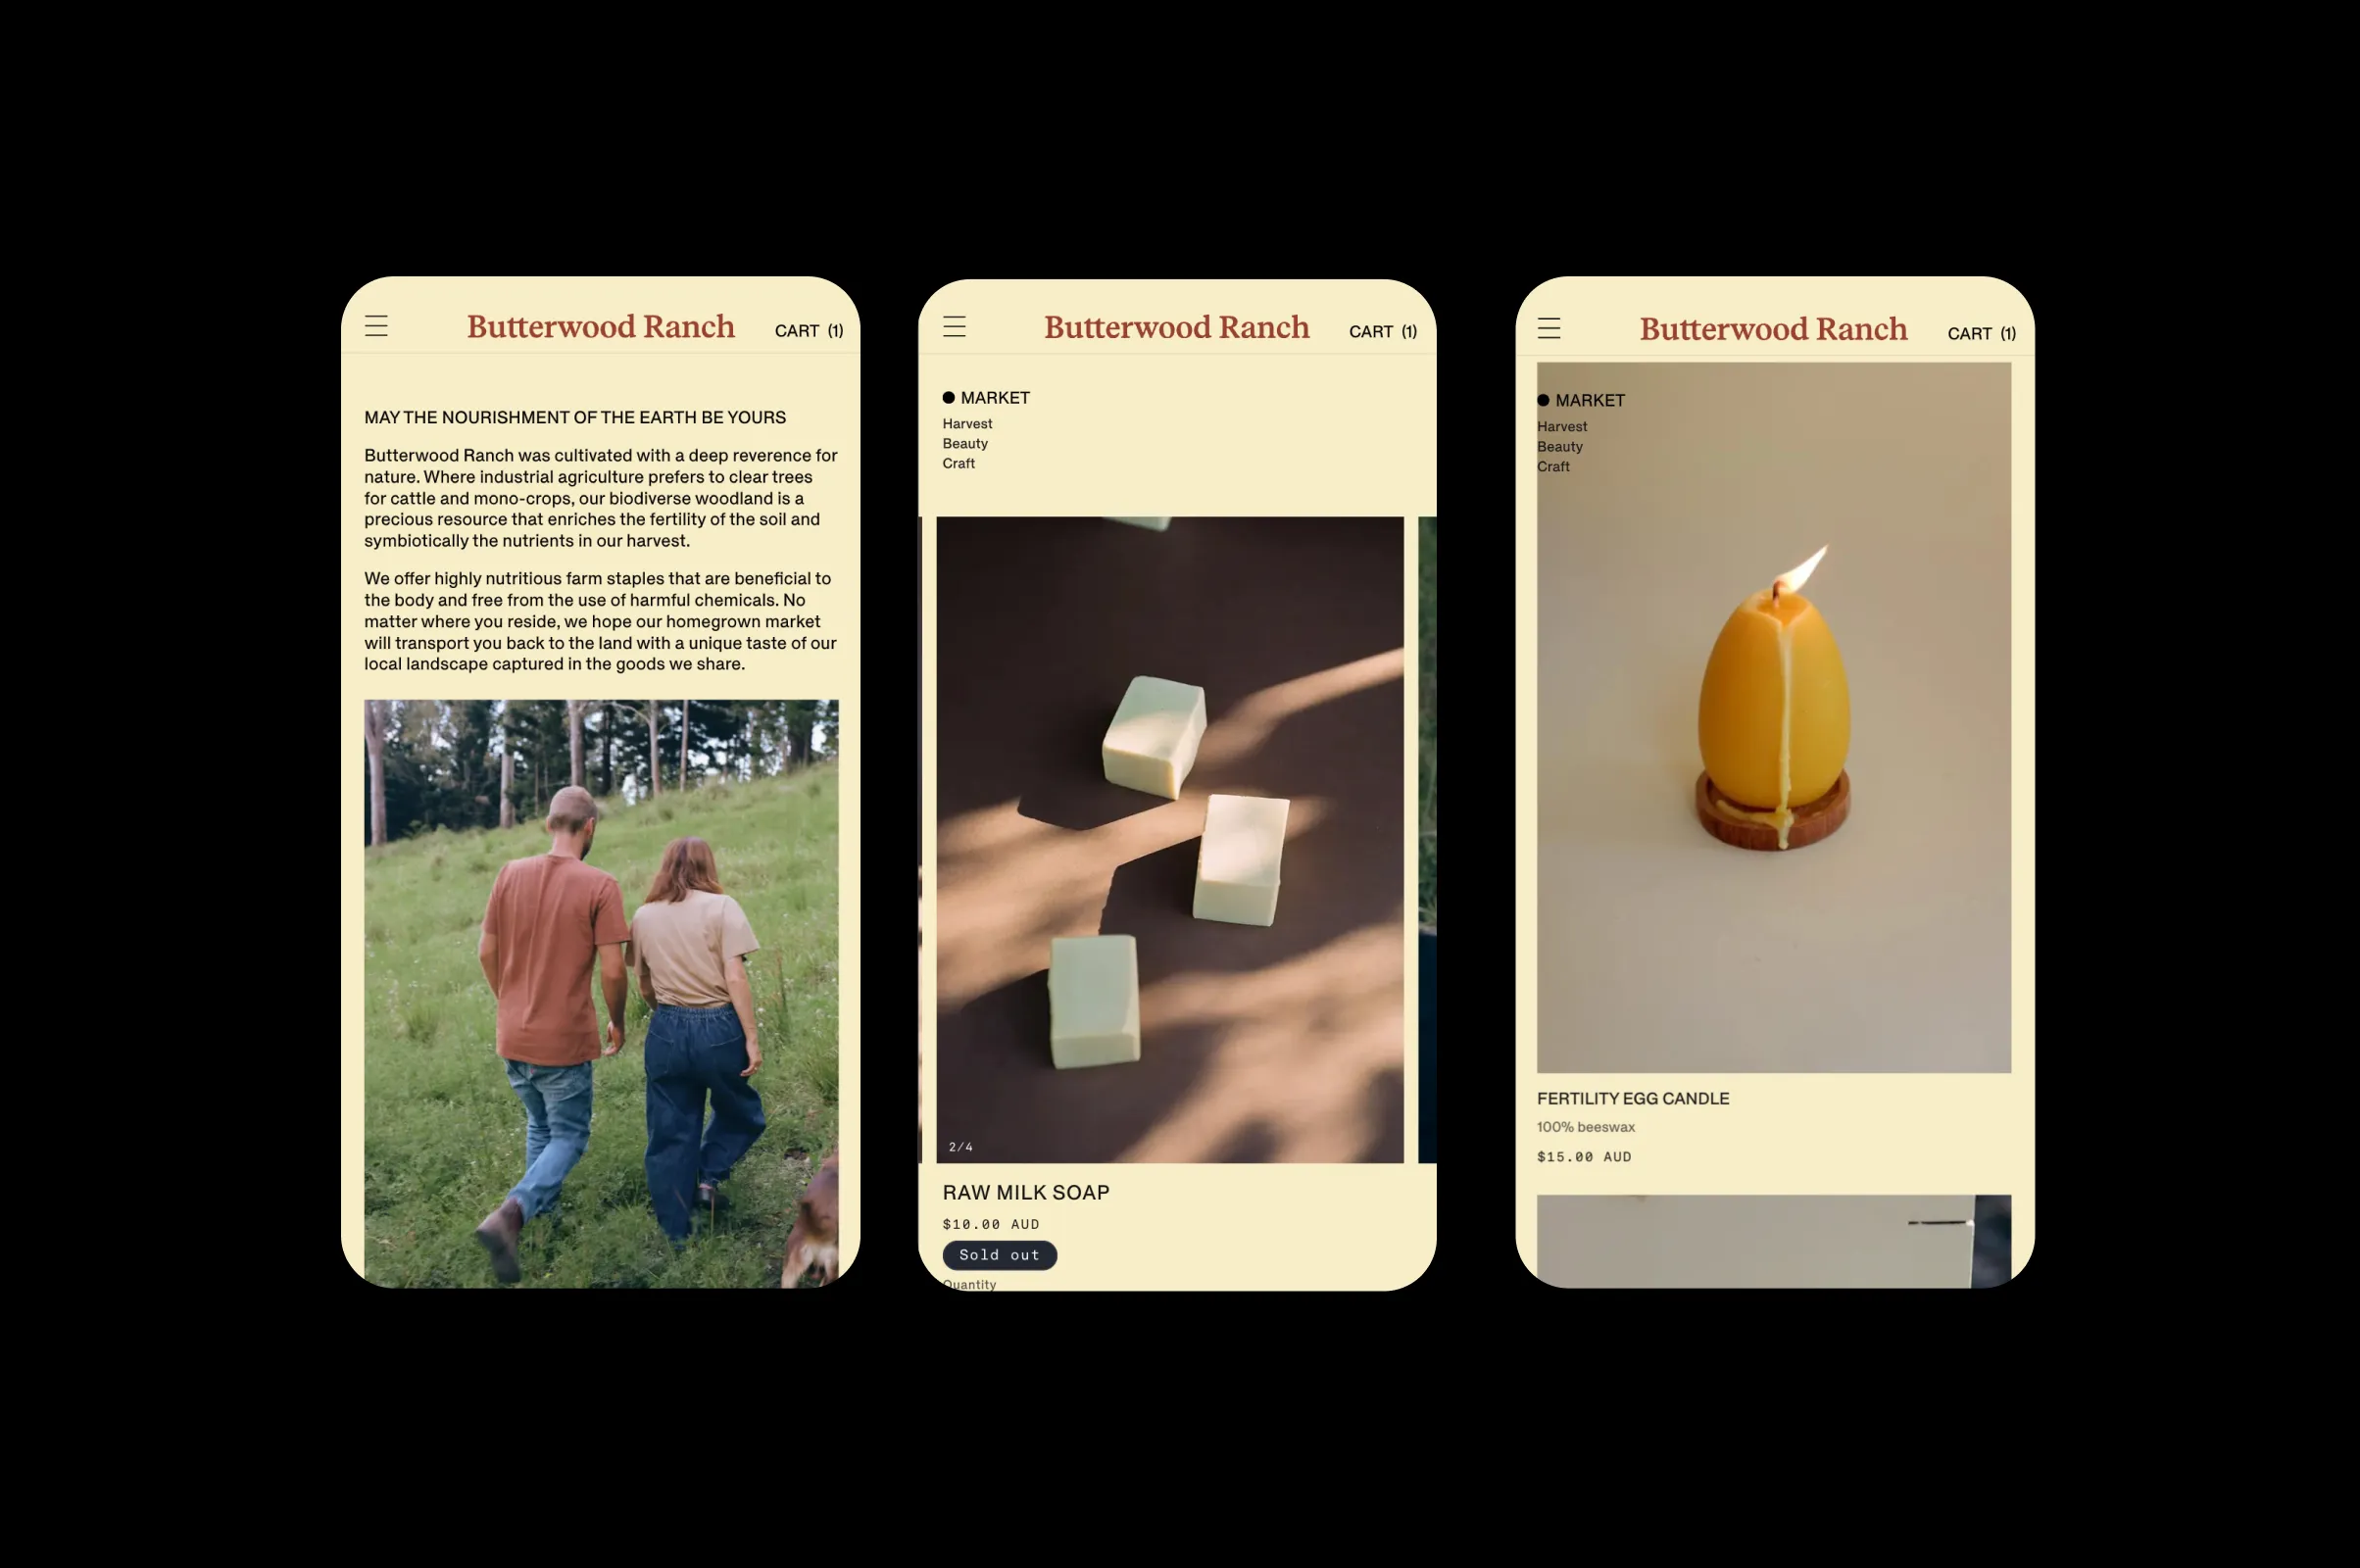 Butterwood Ranch
CART (1)
MAY THE NOURISHMENT OF THE EARTH BE YOURS
Butterwood Ranch was cultivated with a deep reverence for
nature. Where industrial agriculture prefers to clear trees
for cattle and mono-crops, our biodiverse woodland is a
precious resource that enriches the fertility of the soil and
symbiotically the nutrients in our harvest.
We offer highly nutritious farm staples that are beneficial to
the body and free from the use of harmful chemicals. No
matter where you reside, we hope our homegrown market
will transport you back to the land with a unique taste of our
local landscape captured in the goods we share.
Butterwood Ranch
CART (1)
MARKET
Harvest
Beauty
Craft
2/4
RAW MILK SOAP
$10.00 AUD
Sold out
Quantity
Butterwood Ranch
CART (1)
MARKET
Harvest
Beauty
Craft
FERTILITY EGG CANDLE
100% beeswax
$15.00 AUD